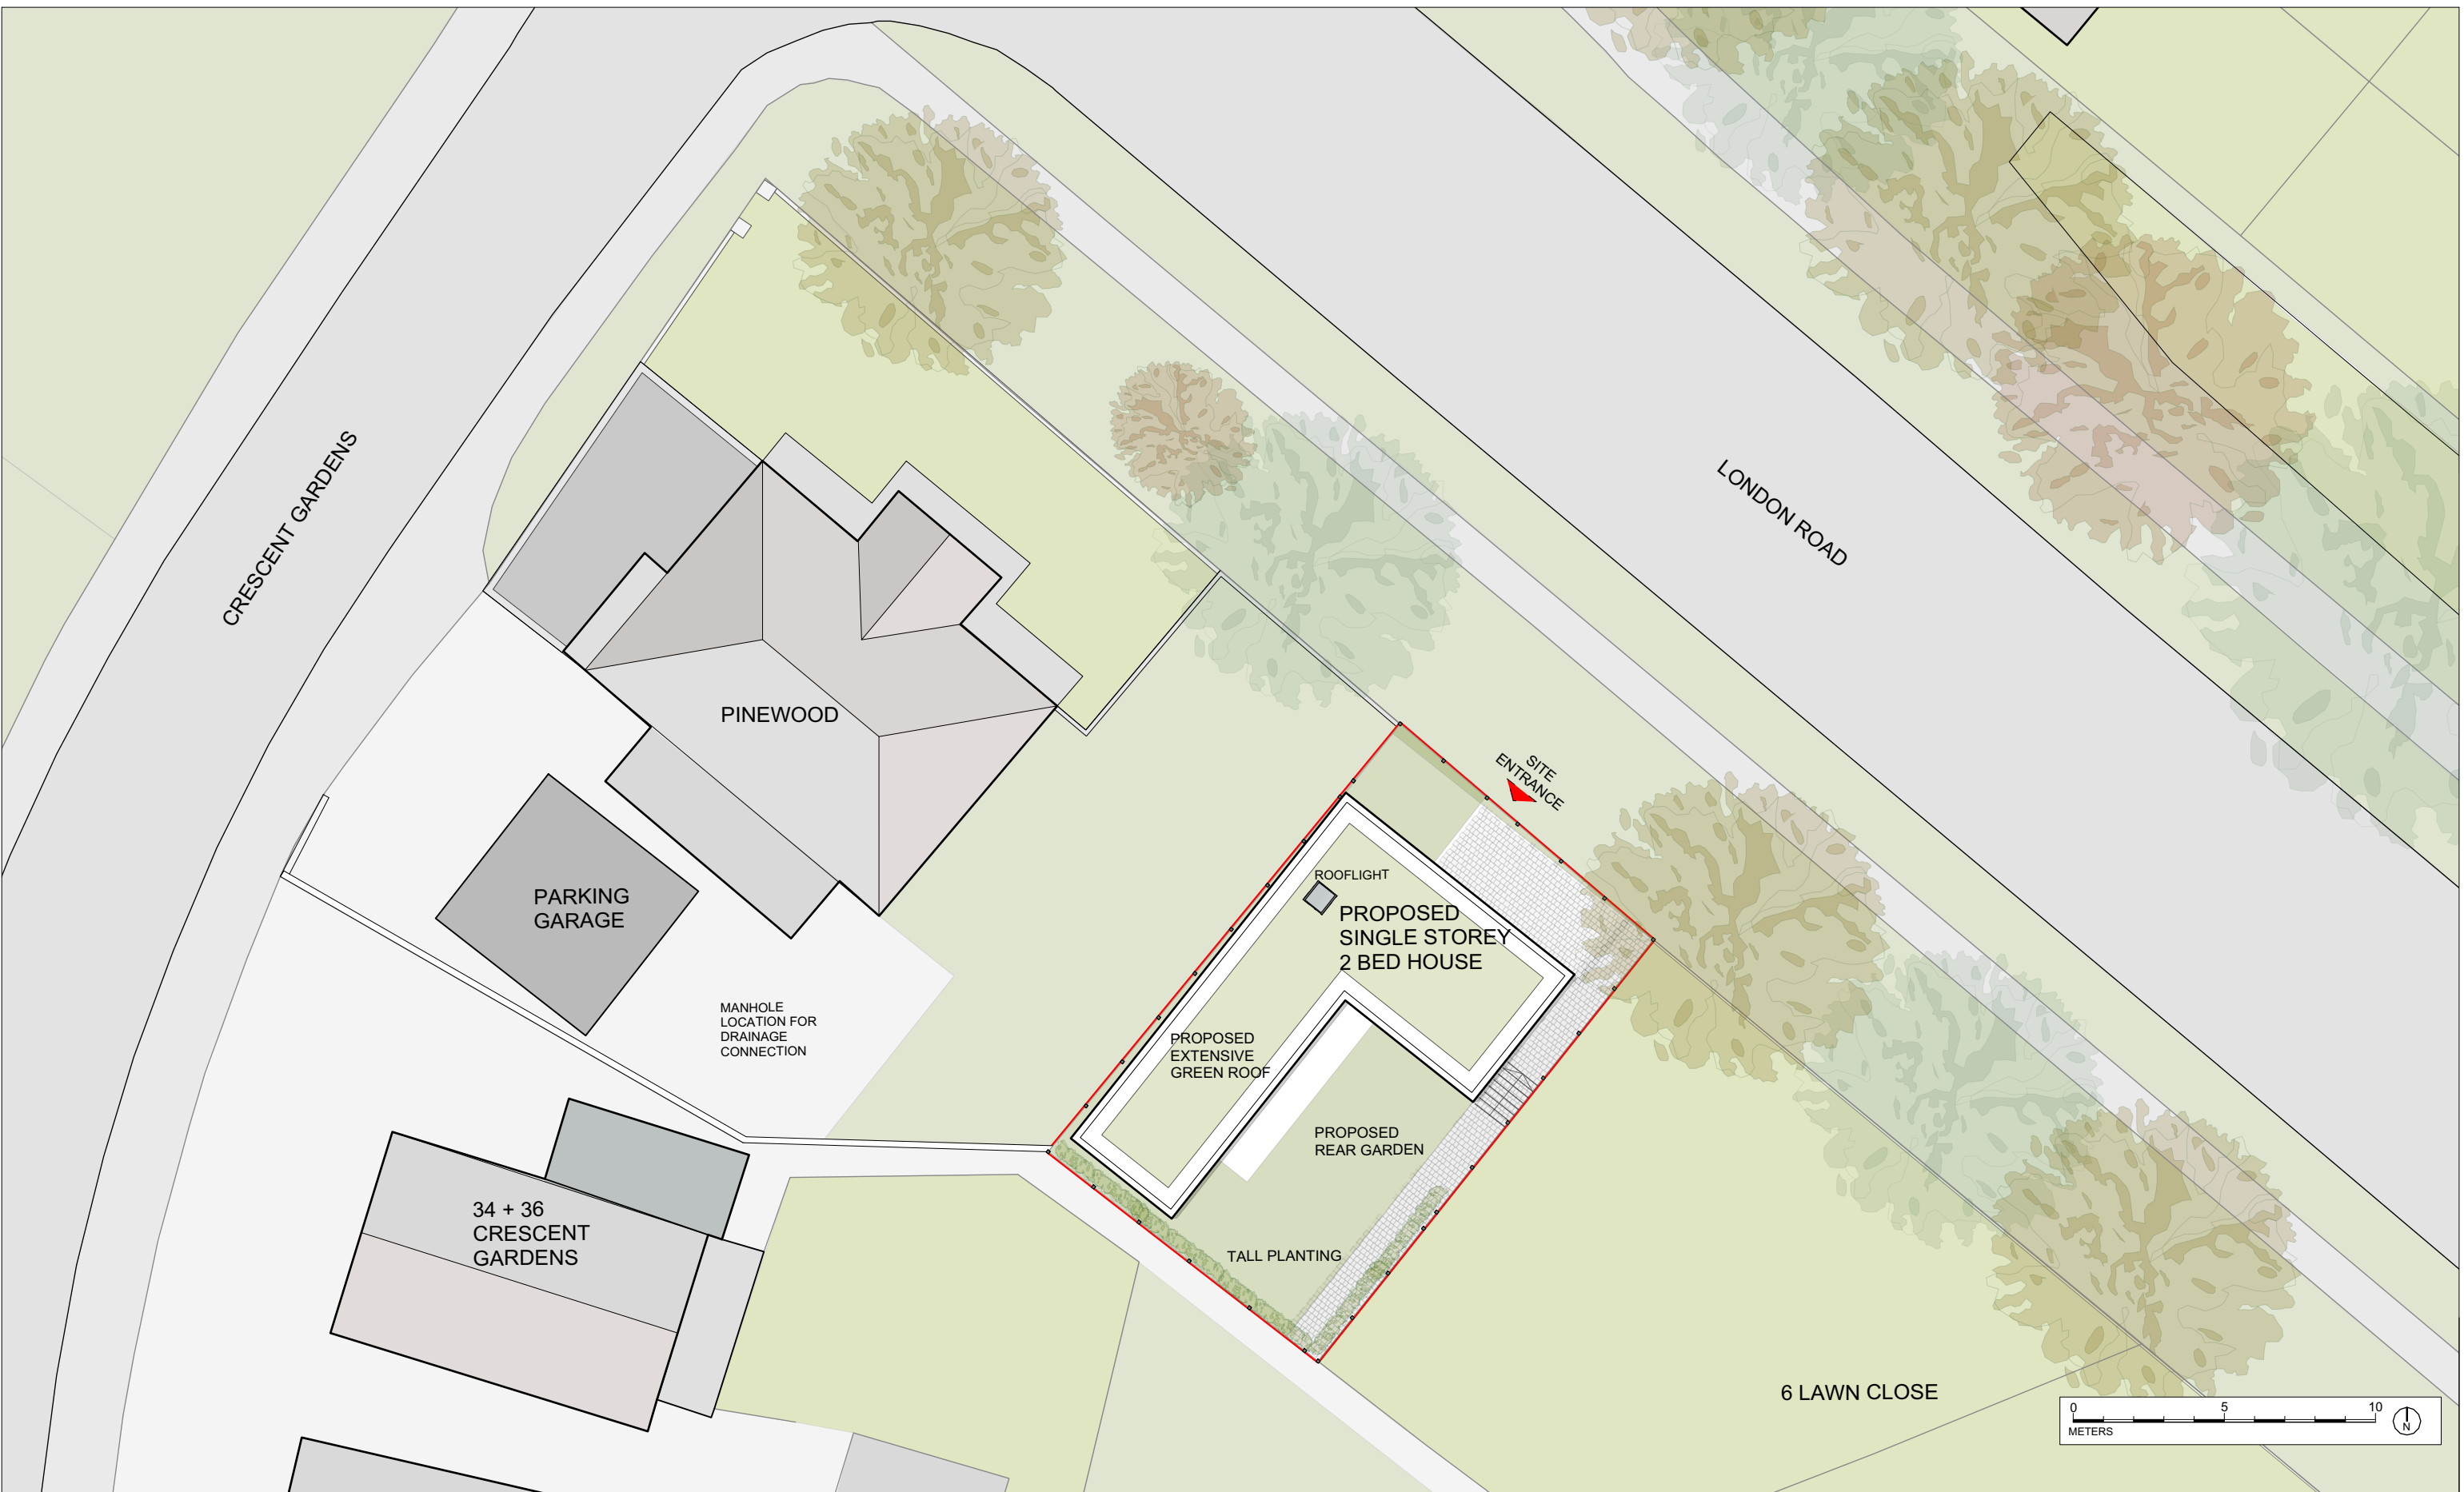 CRESCENT GARDENS
LONDON ROAD
PINEWOOD
SITE
ENTRANCE
ROOFLIGHT
PARKING
GARAGE
PROPOSED
SINGLE STOREY
2 BED HOUSE
MANHOLE
LOCATION FOR
DRAINAGE
CONNECTION
PROPOSED
EXTENSIVE
GREEN ROOF
PROPOSED
REAR GARDEN
34 + 36
CRESCENT
GARDENS
TALL PLANTING
6 LAWN CLOSE
0 5 10
METERS
N